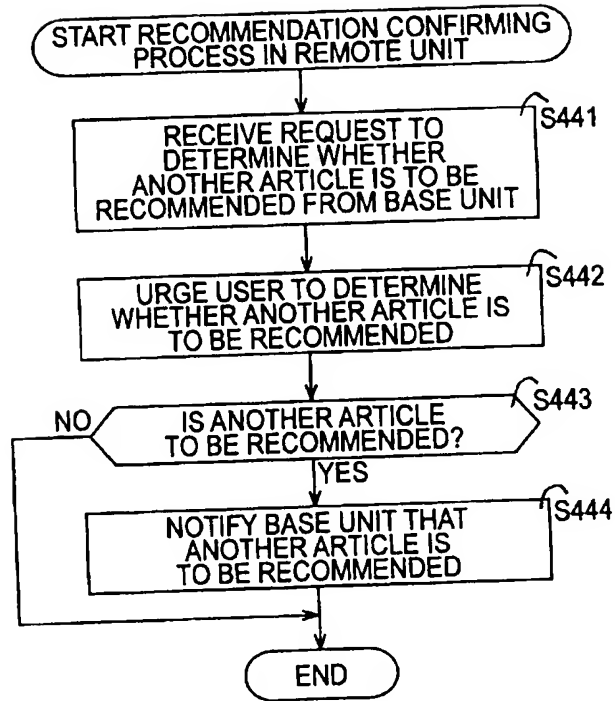 START RECOMMENDATION CONFIRMING
PROCESS IN REMOTE UNIT
S441
RECEIVE REQUEST TO
DETERMINE WHETHER
ANOTHER ARTICLE IS TO BE
RECOMMENDED FROM BASE UNIT
S442
URGE USER TO DETERMINE
WHETHER ANOTHER ARTICLE IS
TO BE RECOMMENDED
S443
NO
IS ANOTHER ARTICLE
TO BE RECOMMENDED?
YES
S444
NOTIFY BASE UNIT THAT
ANOTHER ARTICLE IS
TO BE RECOMMENDED
END